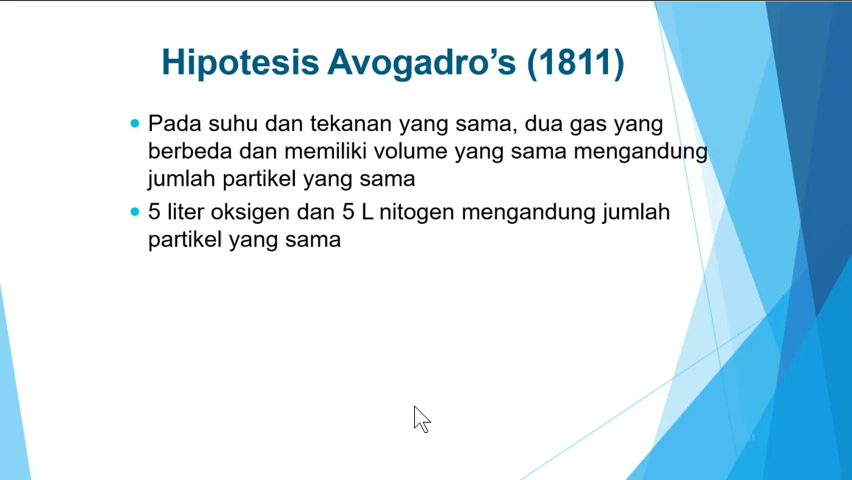 Hipotesis Avogadro’s (1811)
Pada suhu dan tekanan yang sama, dua gas yang
berbeda dan memiliki volume yang sama mengandung
jumlah partikel yang sama
5 liter oksigen dan 5 L nitogen mengandung jumlah
partikel yang sama